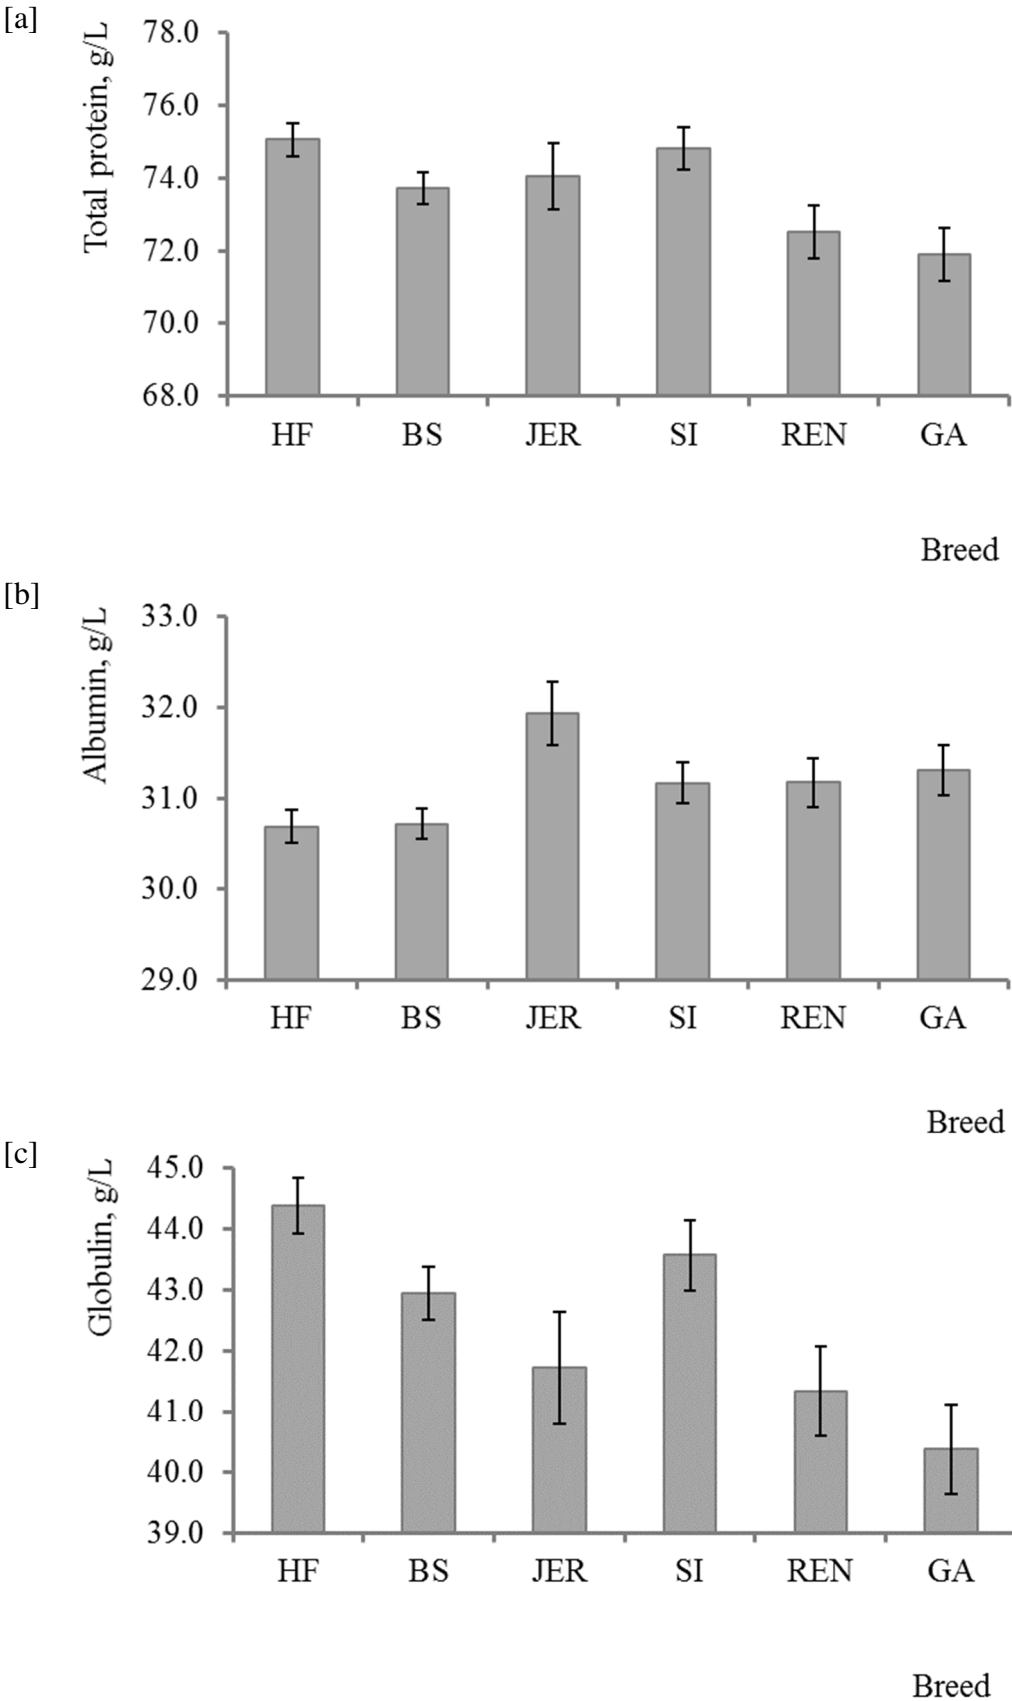 [a]
Total protein, g/L
78.0
76.0
74.0
72.0
70.0
68.0
HF BS JER SI REN GA
Breed
[b]
Albumin, g/L
33.0
32.0
31.0
30.0
29.0
HF BS JER SI REN GA
Breed
[c]
Globulin, g/L
45.0
44.0
43.0
42.0
41.0
40.0
39.0
HF BS JER SI REN GA
Breed